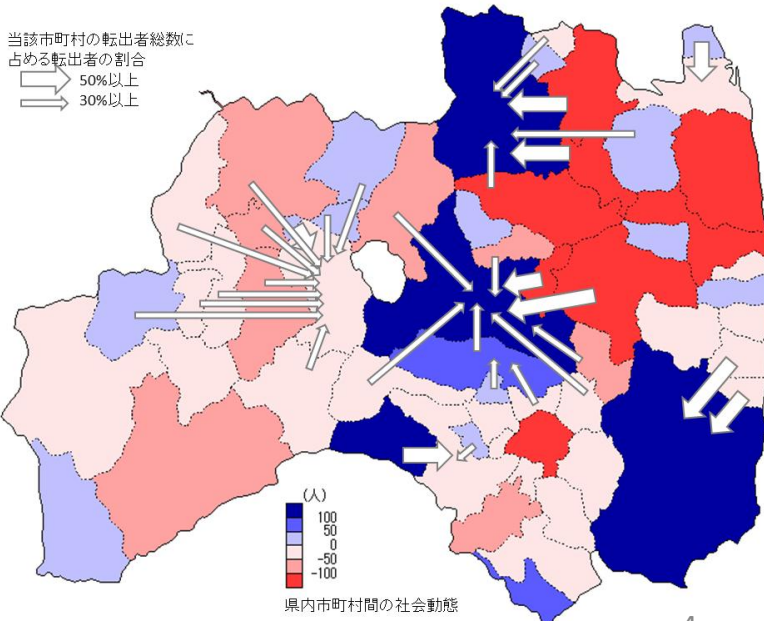 当該市町村の転出者総数に
占める転出者の割合
50%以上
30%以上
(人)
100
50
0
-50
-100
県内市町村間の社会動態